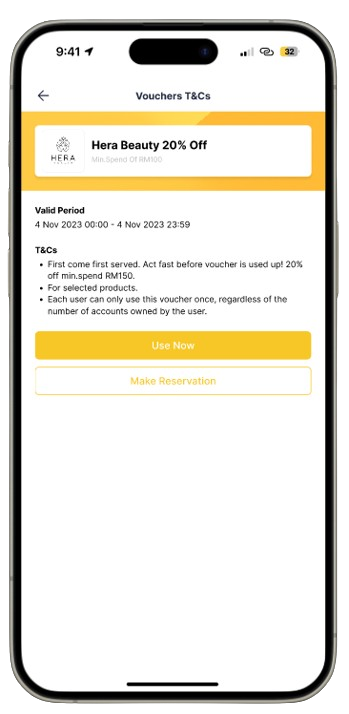 9:41
32
Vouchers T&Cs
HERA
Hera Beauty 20% Off
Min.Spend Of RM100
Valid Period
4 Nov 2023 00:00 - 4 Nov 2023 23:59
T&Cs
• First come first served. Act fast before voucher is used up! 20%
off min.spend RM150.
• For selected products.
• Each user can only use this voucher once, regardless of the
number of accounts owned by the user.
Use Now
Make Reservation